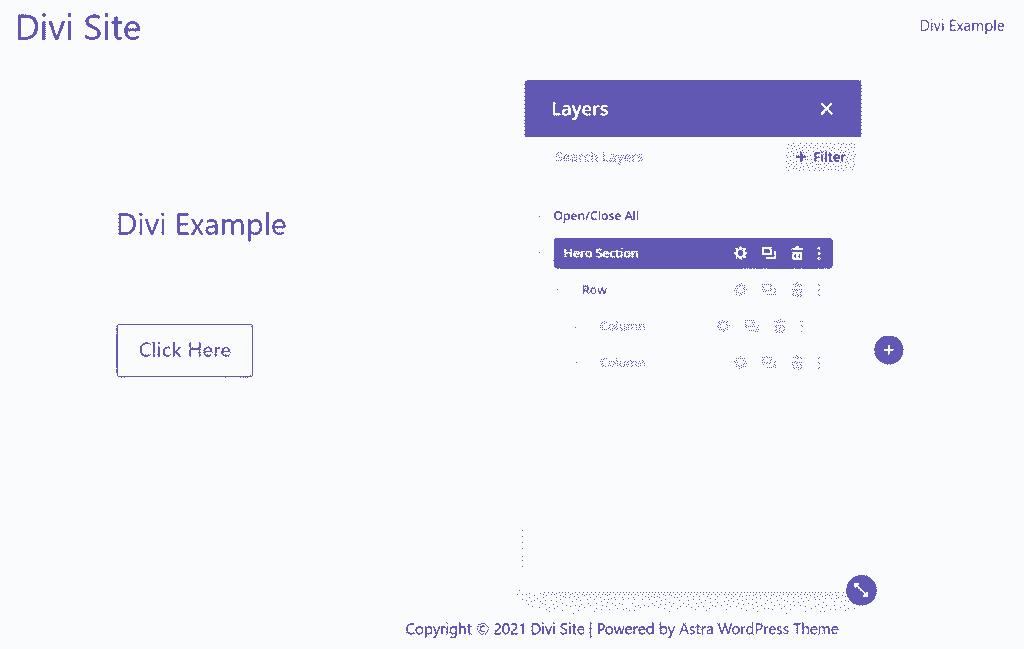 Divi Site
Divi Example
Layers
Search Layers
Filter
Open/Close All
Divi Example
Hero Section
Row
Column
Click Here
Column
Copyright © 2021 Divi Site | Powered by Astra WordPress Theme